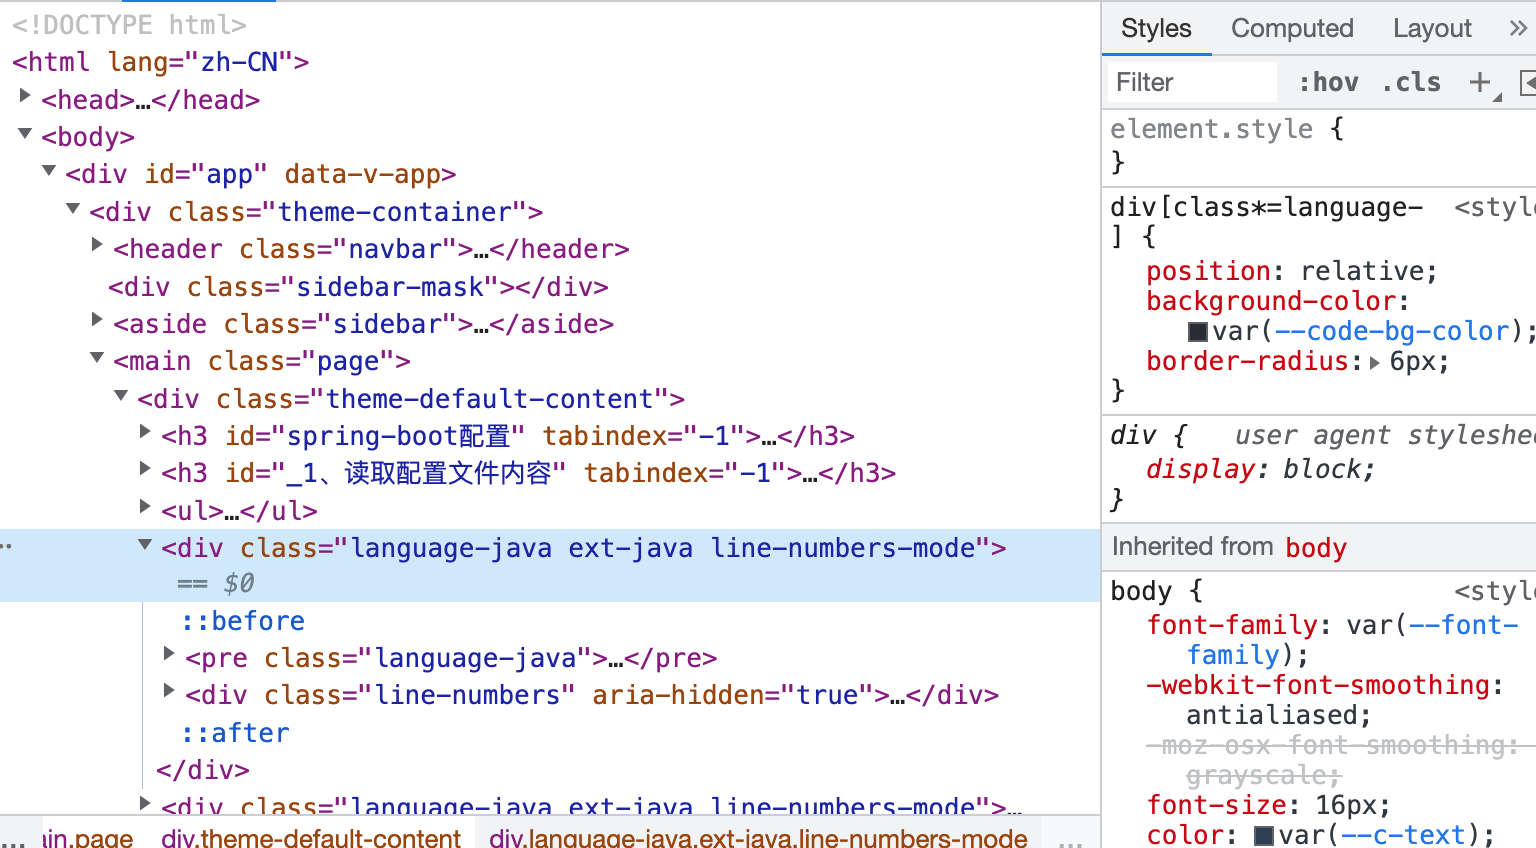 <!DOCTYPE html>
<html lang="zh-CN">
<head>…</head>
<body>
<div id="app" data-v-app>
<div class="theme-container">
<header class="navbar">…</header>
<div class="sidebar-mask"></div>
<aside class="sidebar">…</aside>
<main class="page">
<div class="theme-default-content">
<h3 id="spring-boot配置" tabindex="-1">…</h3>
<h3 id="_1、读取配置文件内容" tabindex="-1">…</h3>
<ul>…</ul>
<div class="language-java ext-java line-numbers-mode">
== $0
::before
<pre class="language-java">…</pre>
<div class="line-numbers" aria-hidden="true">…</div>
::after
</div>
<div class="language-java ext-java line-numbers-mode">…
… in.page div.theme-default-content div.language-java.ext-java.line-numbers-mode …
Styles Computed Layout »
Filter :hov .cls +
element.style {
}
div[class*=language- <style
] {
position: relative;
background-color:
var(--code-bg-color);
border-radius: 6px;
}
div { user agent styleshe
display: block;
}
Inherited from body
body { <style
font-family: var(--font-
family);
-webkit-font-smoothing:
antialiased;
-moz-osx-font-smoothing:
grayscale;
font-size: 16px;
color: var(--c-text);